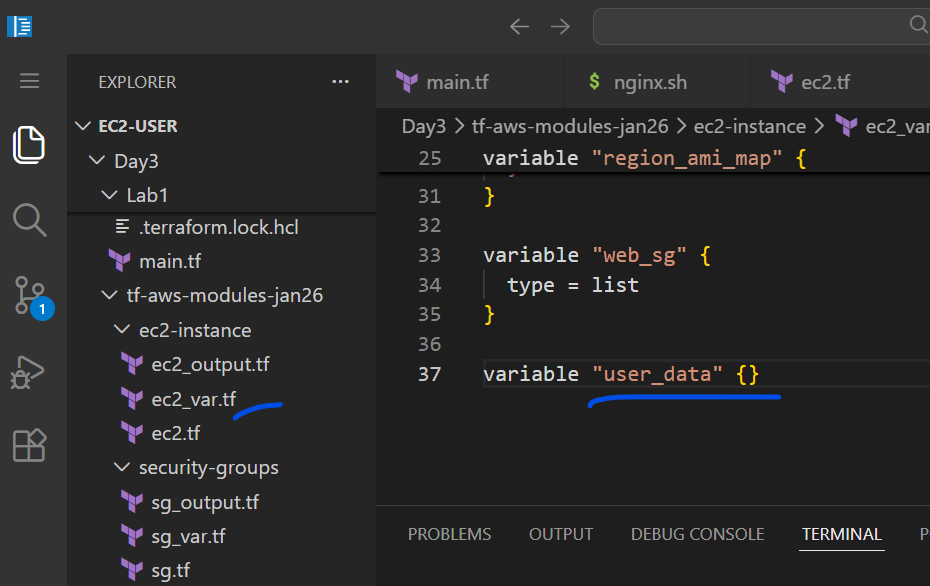 EXPLORER
...
EC2-USER
Day3
Lab1
.terraform.lock.hcl
main.tf
tf-aws-modules-jan26
ec2-instance
ec2_output.tf
ec2_var.tf
ec2.tf
security-groups
sg_output.tf
sg_var.tf
sg.tf
1
main.tf
$ nginx.sh
ec2.tf
Day3 > tf-aws-modules-jan26 > ec2-instance > ec2_var
25 variable "region_ami_map" {
31 }
32
33 variable "web_sg" {
34 type = list
35 }
36
37 variable "user_data" {}
PROBLEMS OUTPUT DEBUG CONSOLE TERMINAL P